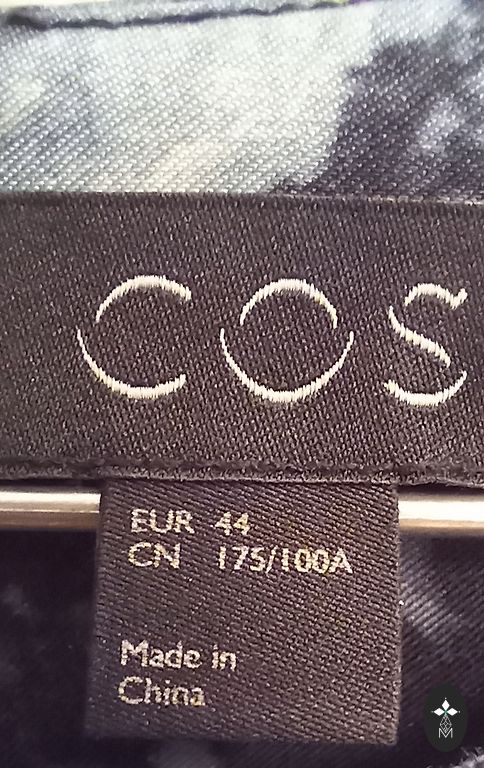 COS
EUR 44
CN 175/100A
Made in
China
M